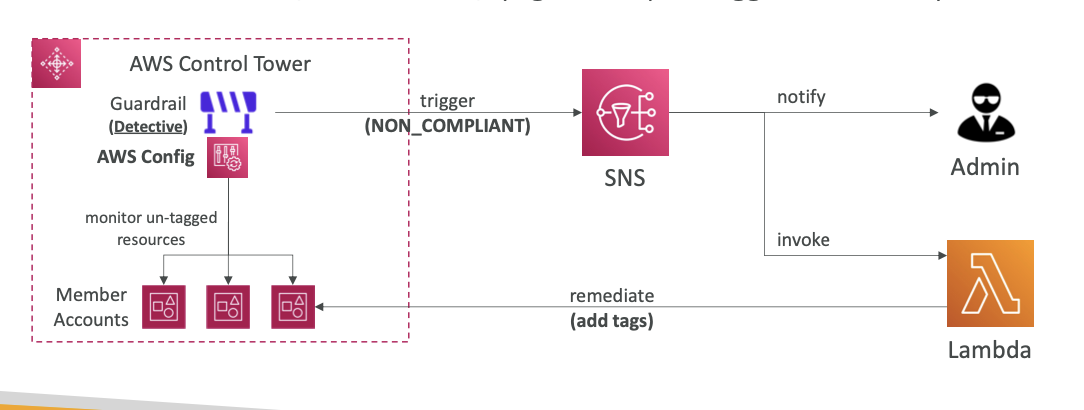 AWS Control Tower
Guardrail
(Detective)
AWS Config
trigger
(NON_COMPLIANT)
SNS
notify
Admin
monitor un-tagged
resources
invoke
Member
Accounts
remediate
(add tags)
Lambda